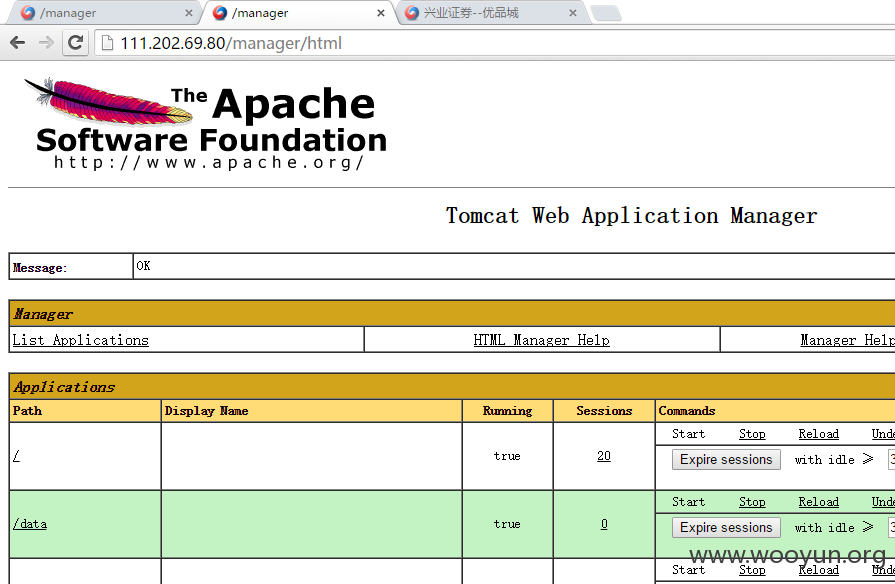 /manager
/manager
兴业证券--优品城
111.202.69.80/manager/html
The Apache
Software Foundation
http://www.apache.org/
Tomcat Web Application Manager
Message: OK
Manager
List Applications HTML Manager Help Manager Help
Applications
Path Display Name Running Sessions Commands
Start Stop Reload Unde
/ true 20
Expire sessions with idle ≥ 3
Start Stop Reload Unde
/data true 0
Expire sessions with idle ≥ 3
www.wooyun.org
Start Stop Reload Unde